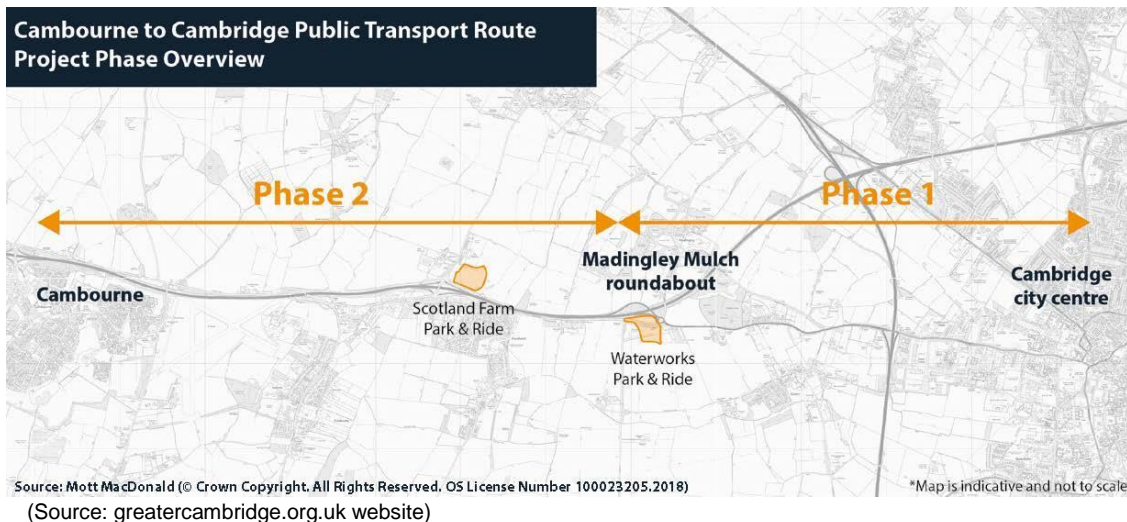 Cambourne to Cambridge Public Transport Route
Project Phase Overview
Phase 2
Phase 1
Madingley Mulch
roundabout
Cambourne
Cambridge
city centre
Scotland Farm
Park & Ride
Waterworks
Park & Ride
Source: Mott MacDonald (© Crown Copyright. All Rights Reserved. OS License Number 100023205.2018)
*Map is indicative and not to scale
(Source: greatercambridge.org.uk website)